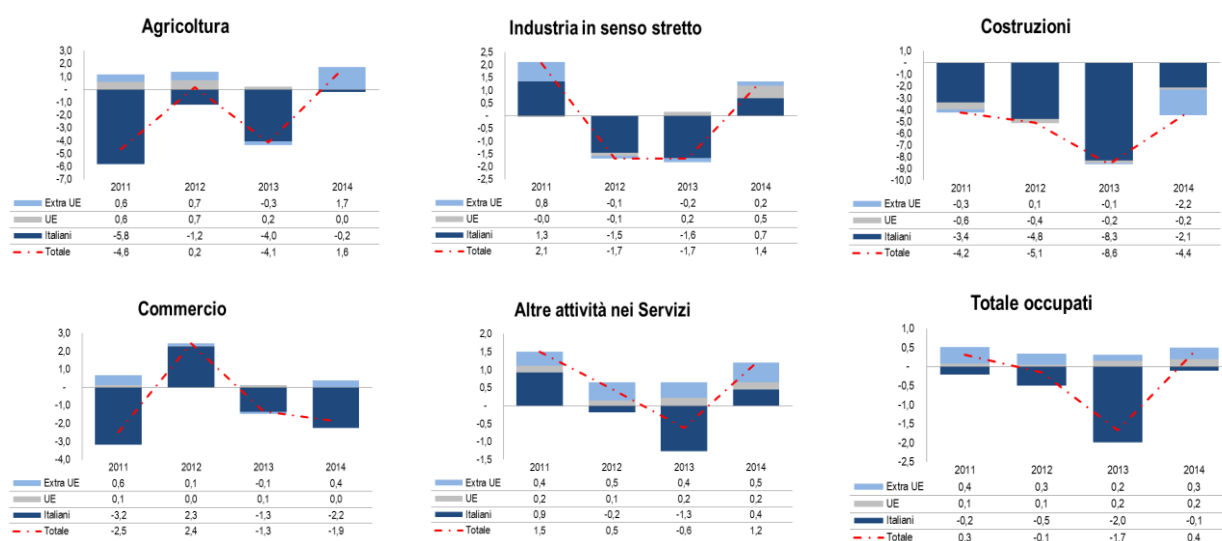 Agricoltura
3,0
2,0
1,0
-
-1,0
-2,0
-3,0
-4,0
-5,0
-6,0
-7,0
2011 2012 2013 2014
Extra UE 0,6 0,7 -0,3 1,7
UE 0,6 0,7 0,2 0,0
Italiani -5,8 -1,2 -4,0 -0,2
Totale -4,6 0,2 -4,1 1,6
Industria in senso stretto
2,5
2,0
1,5
1,0
0,5
-
-0,5
-1,0
-1,5
-2,0
-2,5
2011 2012 2013 2014
Extra UE 0,8 -0,1 -0,2 0,2
UE -0,0 -0,1 0,2 0,5
Italiani 1,3 -1,5 -1,6 0,7
Totale 2,1 -1,7 -1,7 1,4
Costruzioni
1,0
-
-1,0
-2,0
-3,0
-4,0
-5,0
-6,0
-7,0
-8,0
-9,0
-10,0
2011 2012 2013 2014
Extra UE -0,3 0,1 -0,1 -2,2
UE -0,6 -0,4 -0,2 -0,2
Italiani -3,4 -4,8 -8,3 -2,1
Totale -4,2 -5,1 -8,6 -4,4
Commercio
3,0
2,0
1,0
-
-1,0
-2,0
-3,0
-4,0
2011 2012 2013 2014
Extra UE 0,6 0,1 -0,1 0,4
UE 0,1 0,0 0,1 0,0
Italiani -3,2 2,3 -1,3 -2,2
Totale -2,5 2,4 -1,3 -1,9
Altre attività nei Servizi
2,0
1,5
1,0
0,5
-
-0,5
-1,0
-1,5
2011 2012 2013 2014
Extra UE 0,4 0,5 0,4 0,5
UE 0,2 0,1 0,2 0,2
Italiani 0,9 -0,2 -1,3 0,4
Totale 1,5 0,5 -0,6 1,2
Totale occupati
1,0
0,5
-
-0,5
-1,0
-1,5
-2,0
-2,5
2011 2012 2013 2014
Extra UE 0,4 0,3 0,2 0,3
UE 0,1 0,1 0,2 0,2
Italiani -0,2 -0,5 -2,0 -0,1
Totale 0,3 -0,1 -1,7 0,4